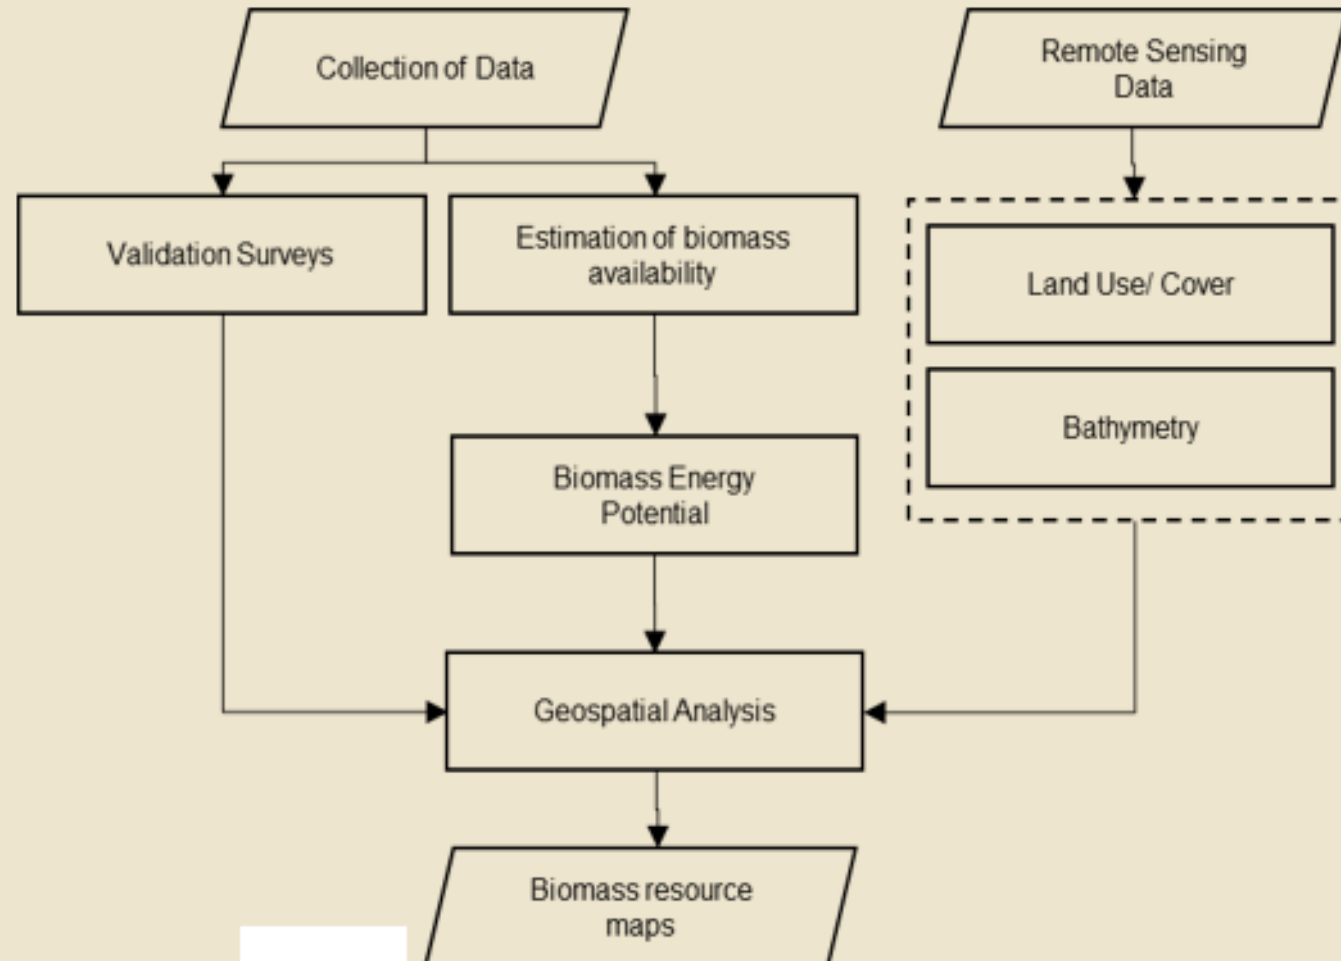 Collection of Data
Remote Sensing
Data
Validation Surveys
Estimation of biomass
availability
Land Use/ Cover
Bathymetry
Biomass Energy
Potential
Geospatial Analysis
Biomass resource
maps